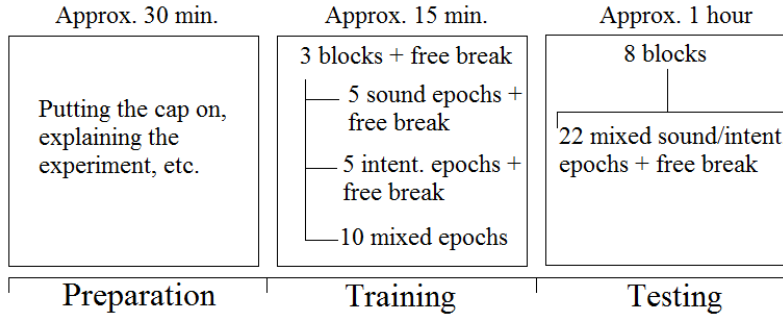 Approx. 30 min.
Putting the cap on,
explaining the
experiment, etc.
Preparation
Approx. 15 min.
3 blocks + free break
5 sound epochs +
free break
5 intent. epochs +
free break
10 mixed epochs
Training
Approx. 1 hour
8 blocks
22 mixed sound/intent
epochs + free break
Testing